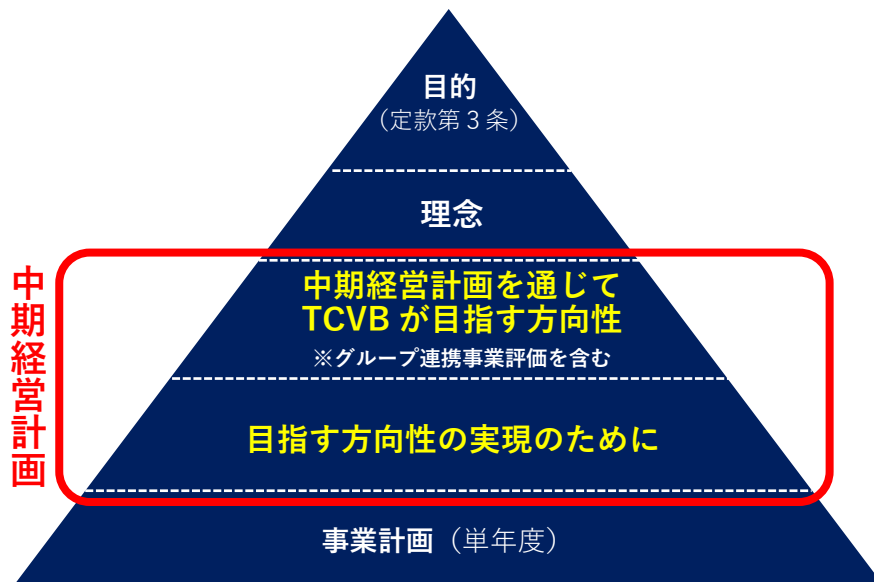 目的
（定款第３条）
理念
中期経営計画を通じて
TCVB が目指す方向性
※グループ連携事業評価を含む
中期経営計画
目指す方向性の実現のために
事業計画（単年度）